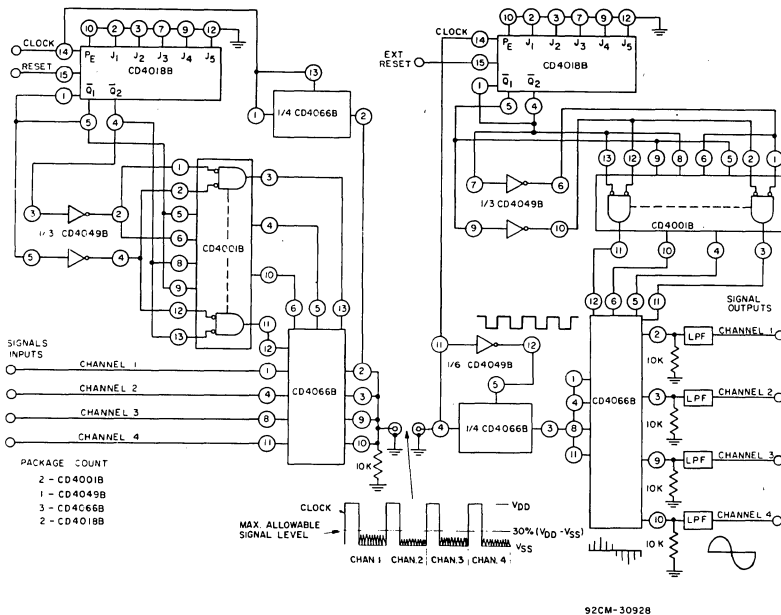 CLOCK
RESET
14
15
1
10 2 3 7 9 12
PE J1 J2 J3 J4 J5
CD4018B
Q̅1 Q̅2
5 4
13
1
1/4 CD4066B
2
3
2
1/3 CD4049B
5
4
1
2
5
6
8
9
12
13
CD4001B
3
4
10
11
6 5 13
12
SIGNALS
INPUTS
CHANNEL 1
CHANNEL 2
CHANNEL 3
CHANNEL 4
1
4
8
11
CD4066B
2
3
9
10
10K
PACKAGE COUNT
2 - CD4001B
1 - CD4049B
3 - CD4066B
2 - CD4018B
CLOCK
MAX. ALLOWABLE
SIGNAL LEVEL
VDD
30% (VDD - VSS)
VSS
CHAN. 1 CHAN. 2 CHAN. 3 CHAN. 4
CLOCK
EXT
RESET
14
15
1
10 2 3 7 9 12
PE J1 J2 J3 J4 J5
CD4018B
Q̅1 Q̅2
5 4
7
6
1/3 CD4049B
9
10
13 12 9 8 6 5 2 1
CD4001B
11 10 4 3
12 6 5 11
11
12
1/6 CD4049B
5
4
1/4 CD4066B
3
1
4
8
11
CD4066B
SIGNAL
OUTPUTS
2
LPF
CHANNEL 1
10K
3
LPF
CHANNEL 2
10K
9
LPF
CHANNEL 3
10K
10
LPF
CHANNEL 4
10K
92CM-30928